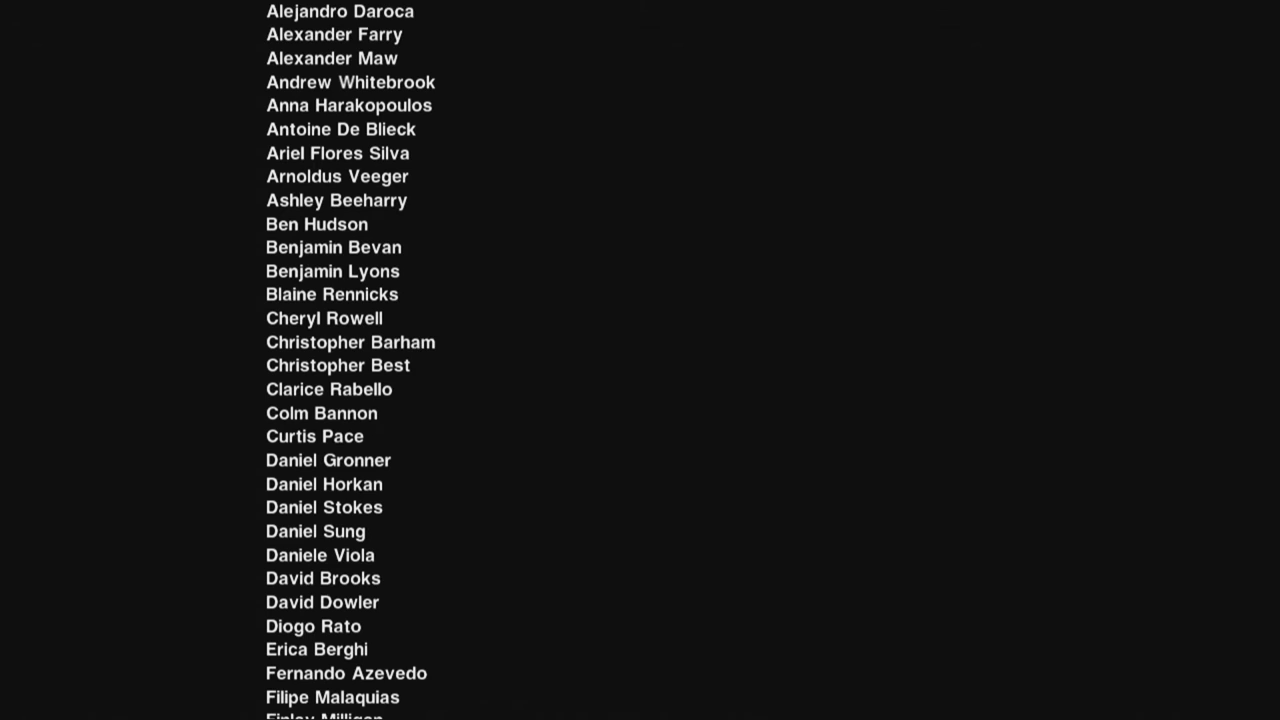 Alejandro Daroca
Alexander Farry
Alexander Maw
Andrew Whitebrook
Anna Harakopoulos
Antoine De Blieck
Ariel Flores Silva
Arnoldus Veeger
Ashley Beeharry
Ben Hudson
Benjamin Bevan
Benjamin Lyons
Blaine Rennicks
Cheryl Rowell
Christopher Barham
Christopher Best
Clarice Rabello
Colm Bannon
Curtis Pace
Daniel Gronner
Daniel Horkan
Daniel Stokes
Daniel Sung
Daniele Viola
David Brooks
David Dowler
Diogo Rato
Erica Berghi
Fernando Azevedo
Filipe Malaquias